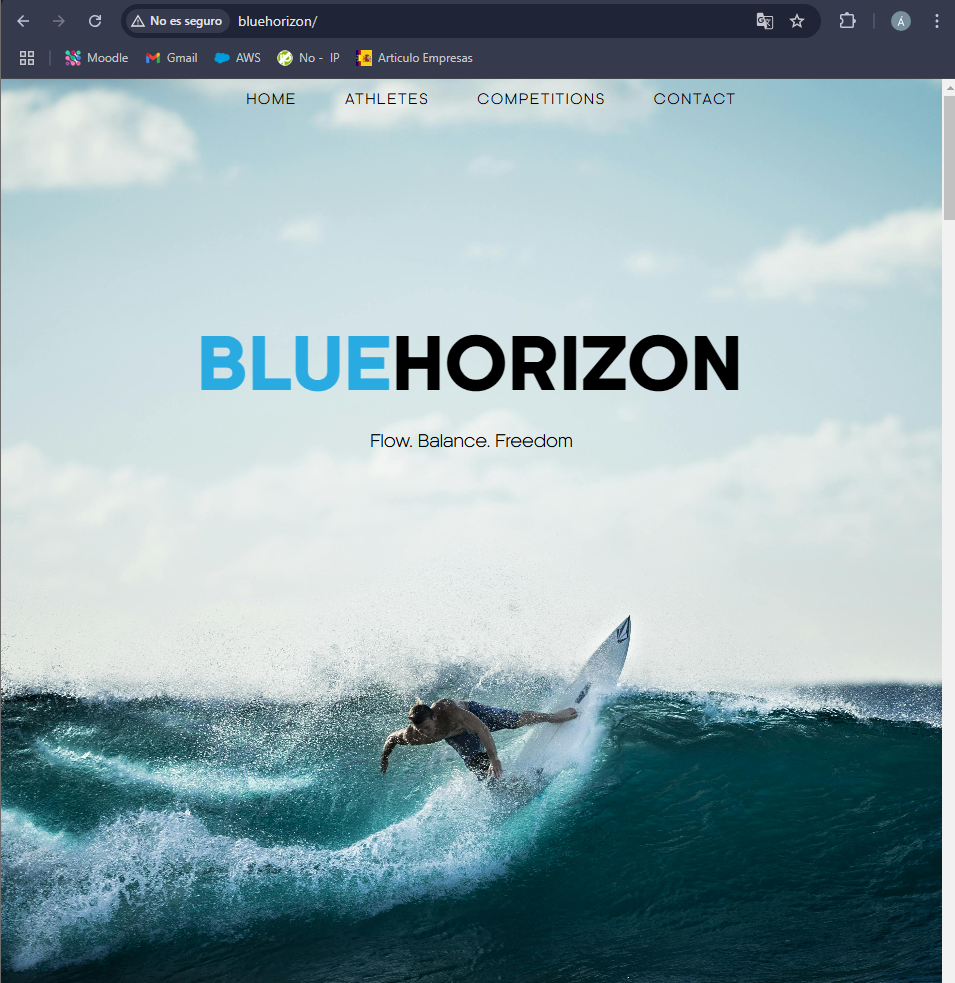 No es seguro bluehorizon/
Moodle Gmail AWS No - IP Articulo Empresas
HOME ATHLETES COMPETITIONS CONTACT
BLUEHORIZON
Flow. Balance. Freedom